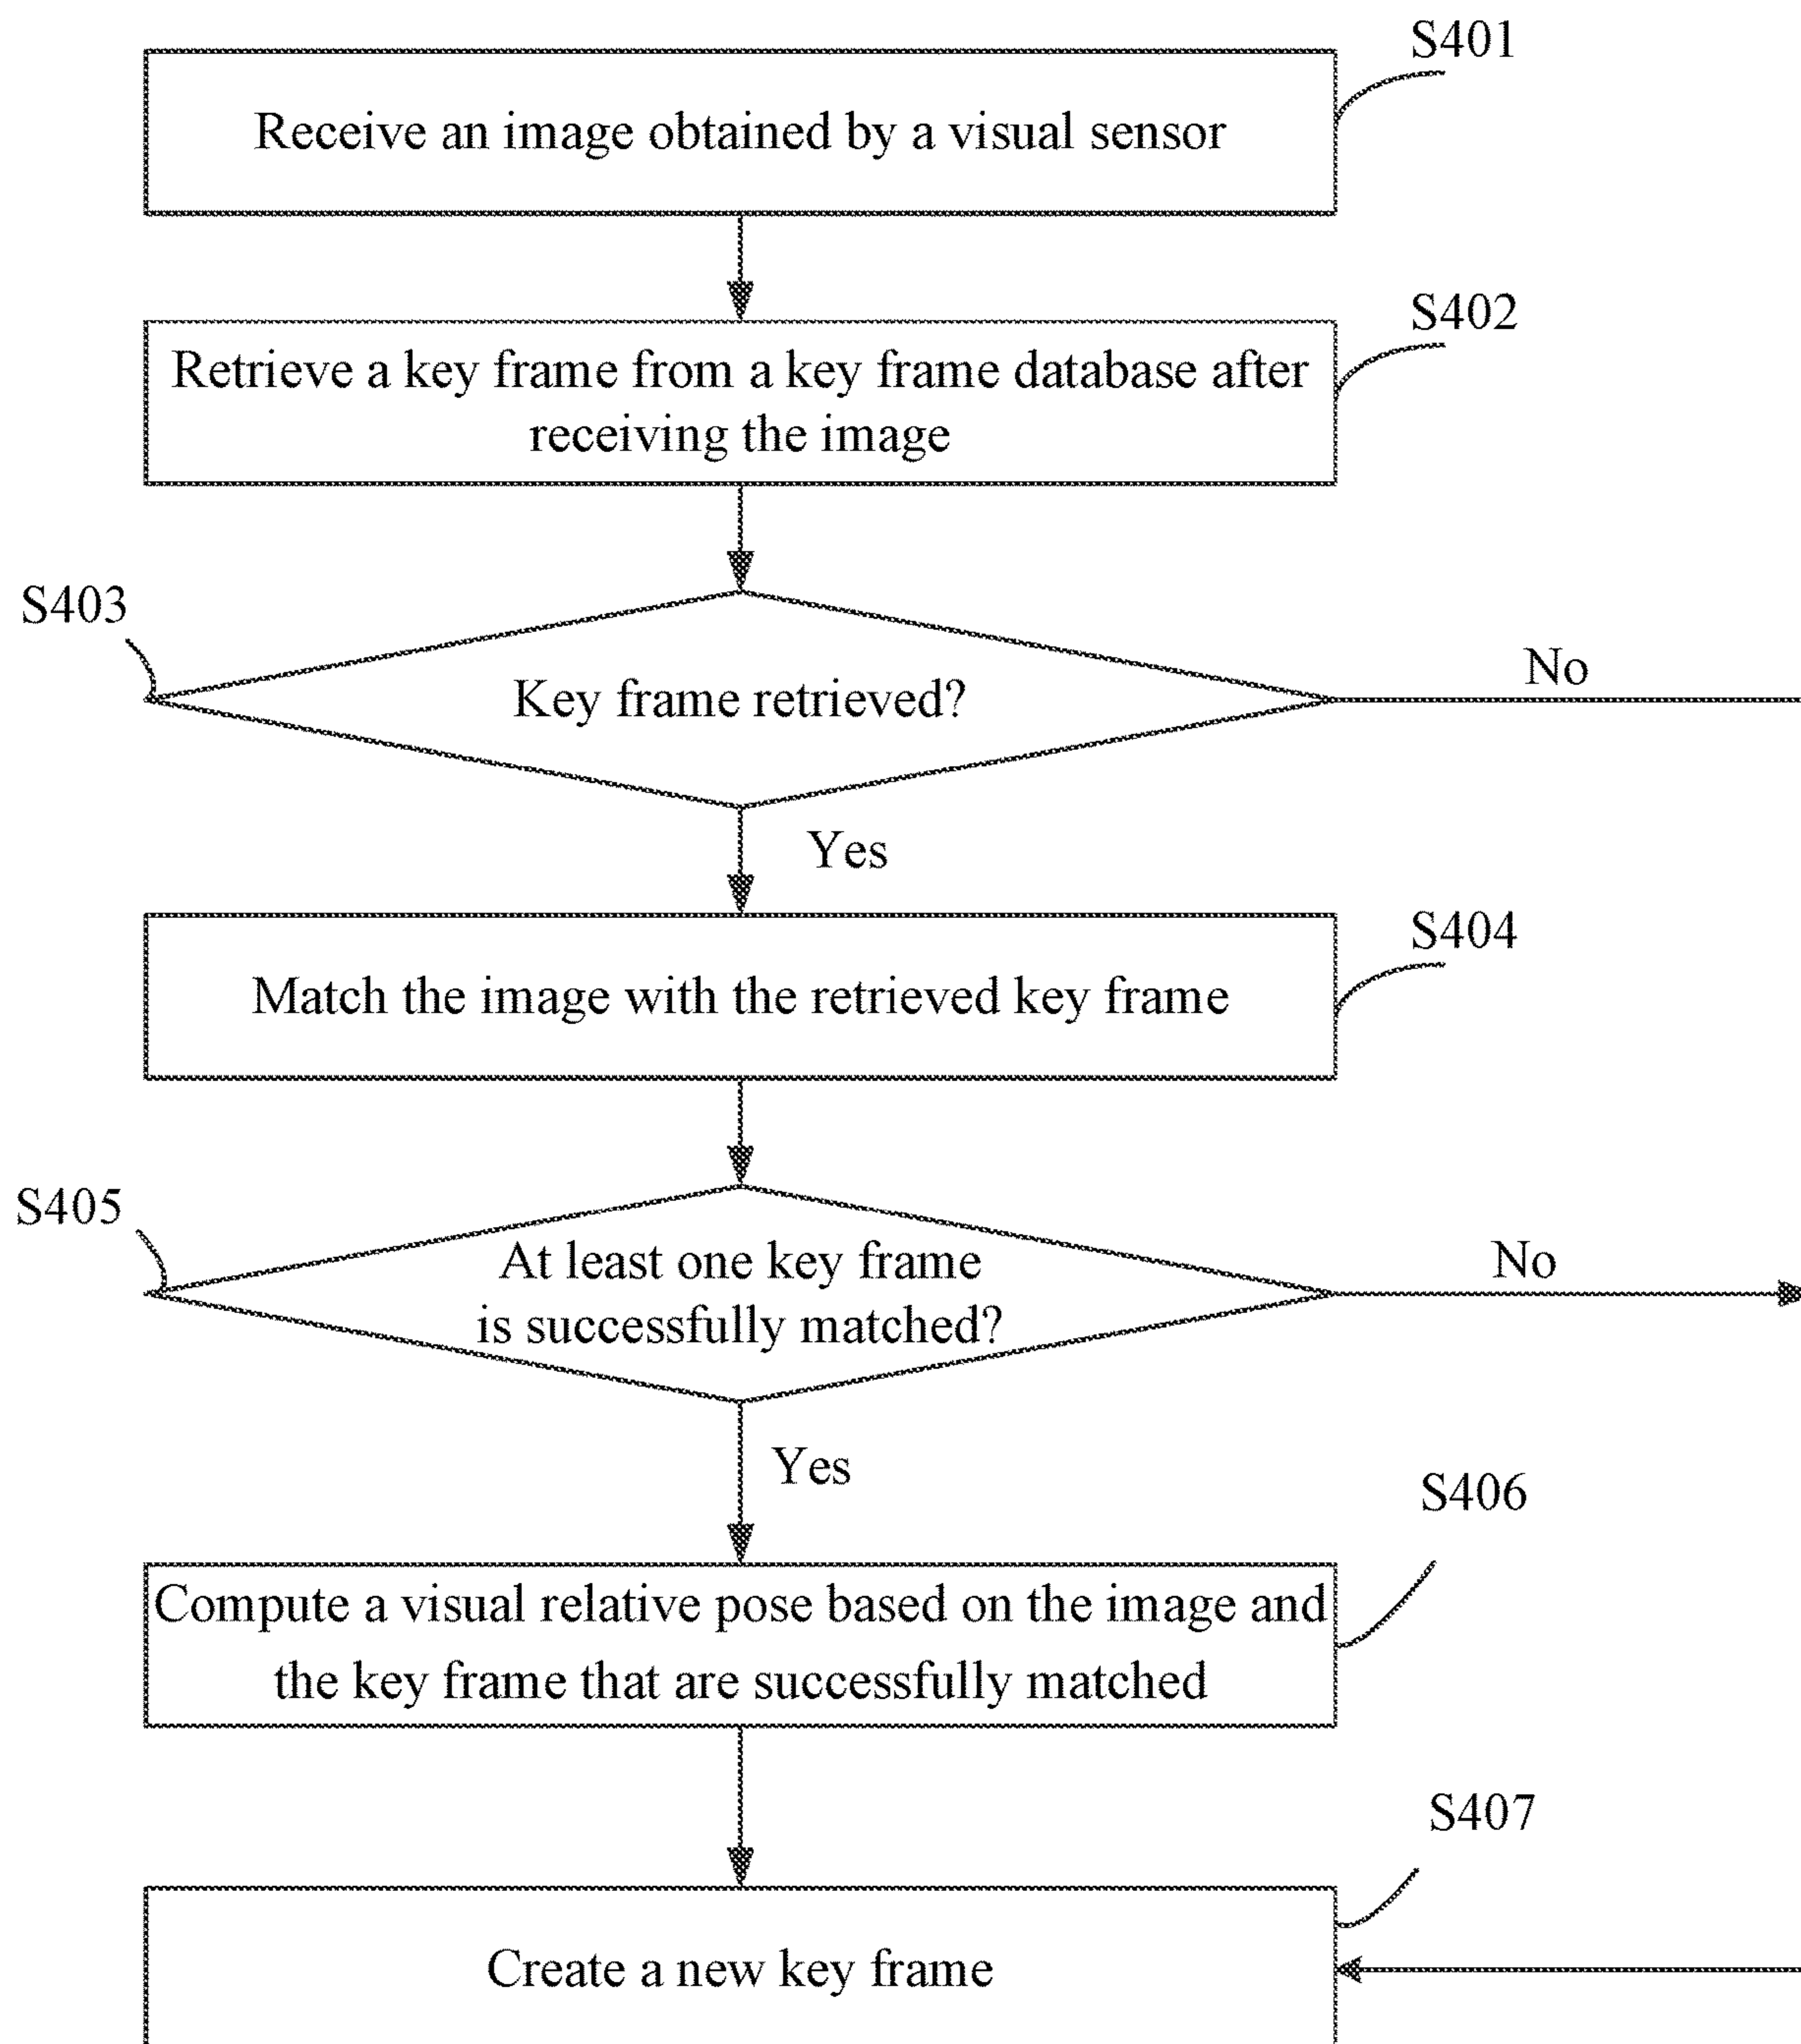 S401
Receive an image obtained by a visual sensor
S402
Retrieve a key frame from a key frame database after
receiving the image
S403
Key frame retrieved?
No
Yes
S404
Match the image with the retrieved key frame
S405
At least one key frame
is successfully matched?
No
Yes
S406
Compute a visual relative pose based on the image and
the key frame that are successfully matched
S407
Create a new key frame